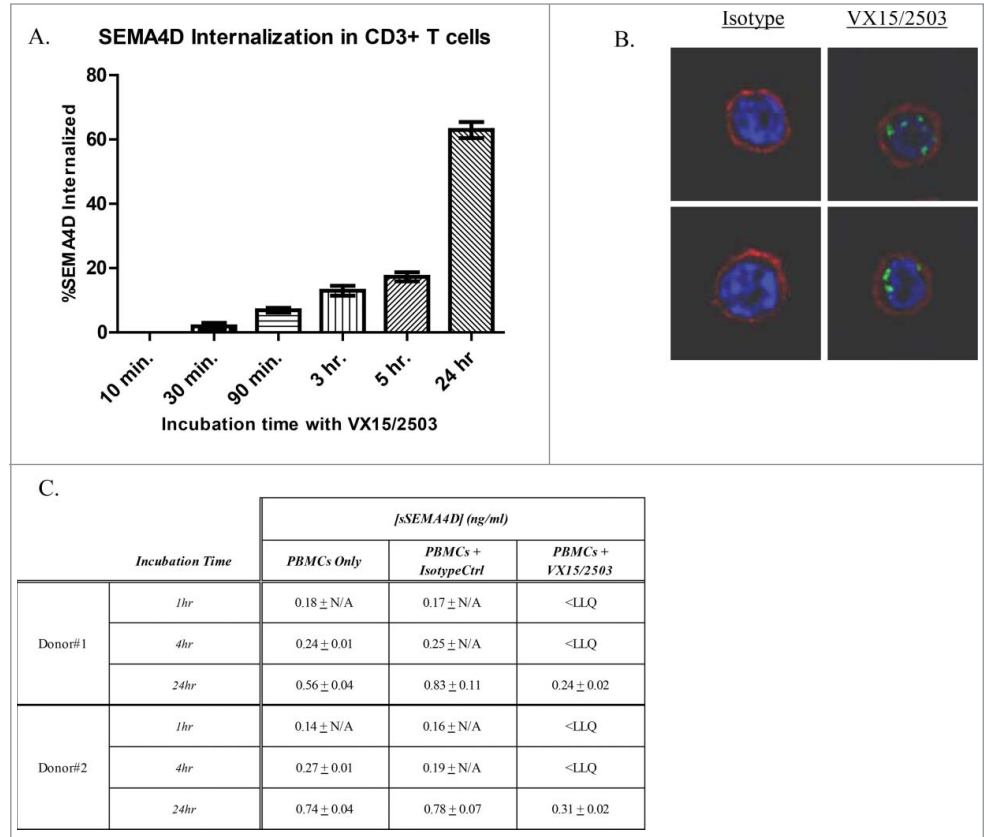 A.
SEMA4D Internalization in CD3+ T cells
%SEMA4D Internalized
80
60
40
20
0
10 min.
30 min.
90 min.
3 hr.
5 hr.
24 hr
Incubation time with VX15/2503
B.
Isotype
VX15/2503
C.
[sSEMA4D] (ng/ml)
Incubation Time
PBMCs Only
PBMCs +
IsotypeCtrl
PBMCs +
VX15/2503
Donor#1
1hr
0.18 ± N/A
0.17 ± N/A
<LLQ
4hr
0.24 ± 0.01
0.25 ± N/A
<LLQ
24hr
0.56 ± 0.04
0.83 ± 0.11
0.24 ± 0.02
Donor#2
1hr
0.14 ± N/A
0.16 ± N/A
<LLQ
4hr
0.27 ± 0.01
0.19 ± N/A
<LLQ
24hr
0.74 ± 0.04
0.78 ± 0.07
0.31 ± 0.02